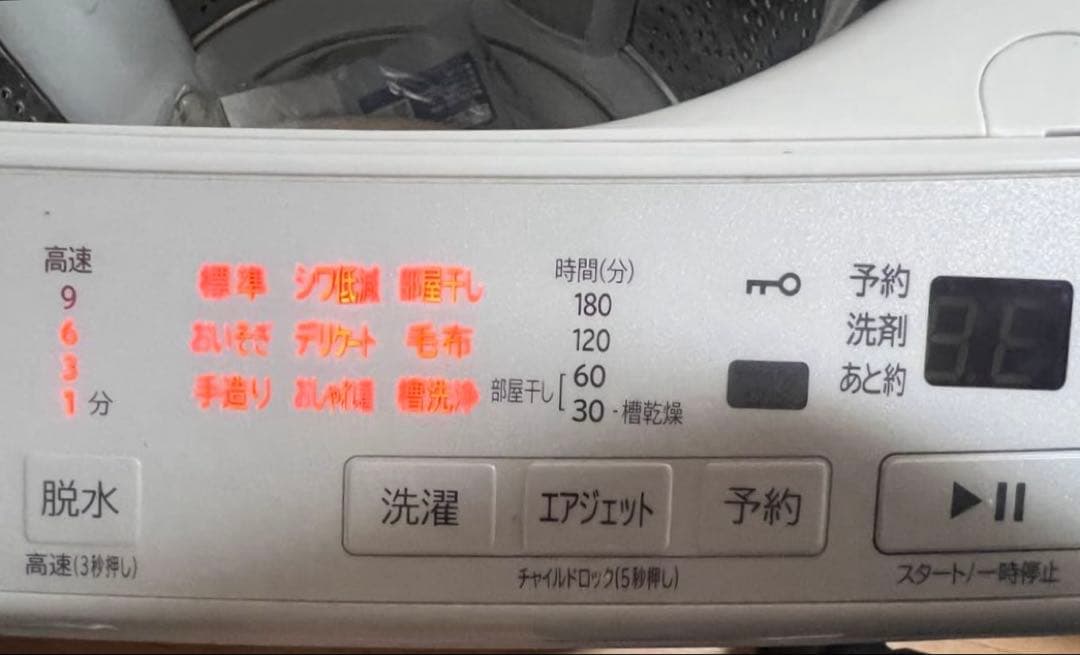 高速
9
6
3
1 分
標準 シワ低減 部屋干し
おいそぎ デリケート 毛布
手造り おしゃれ着 槽洗浄
時間(分)
180
120
部屋干し 60
30 - 槽乾燥
予約
洗剤
あと約
脱水
高速(3秒押し)
洗濯
エアジェット
予約
チャイルドロック(5秒押し)
スタート/一時停止